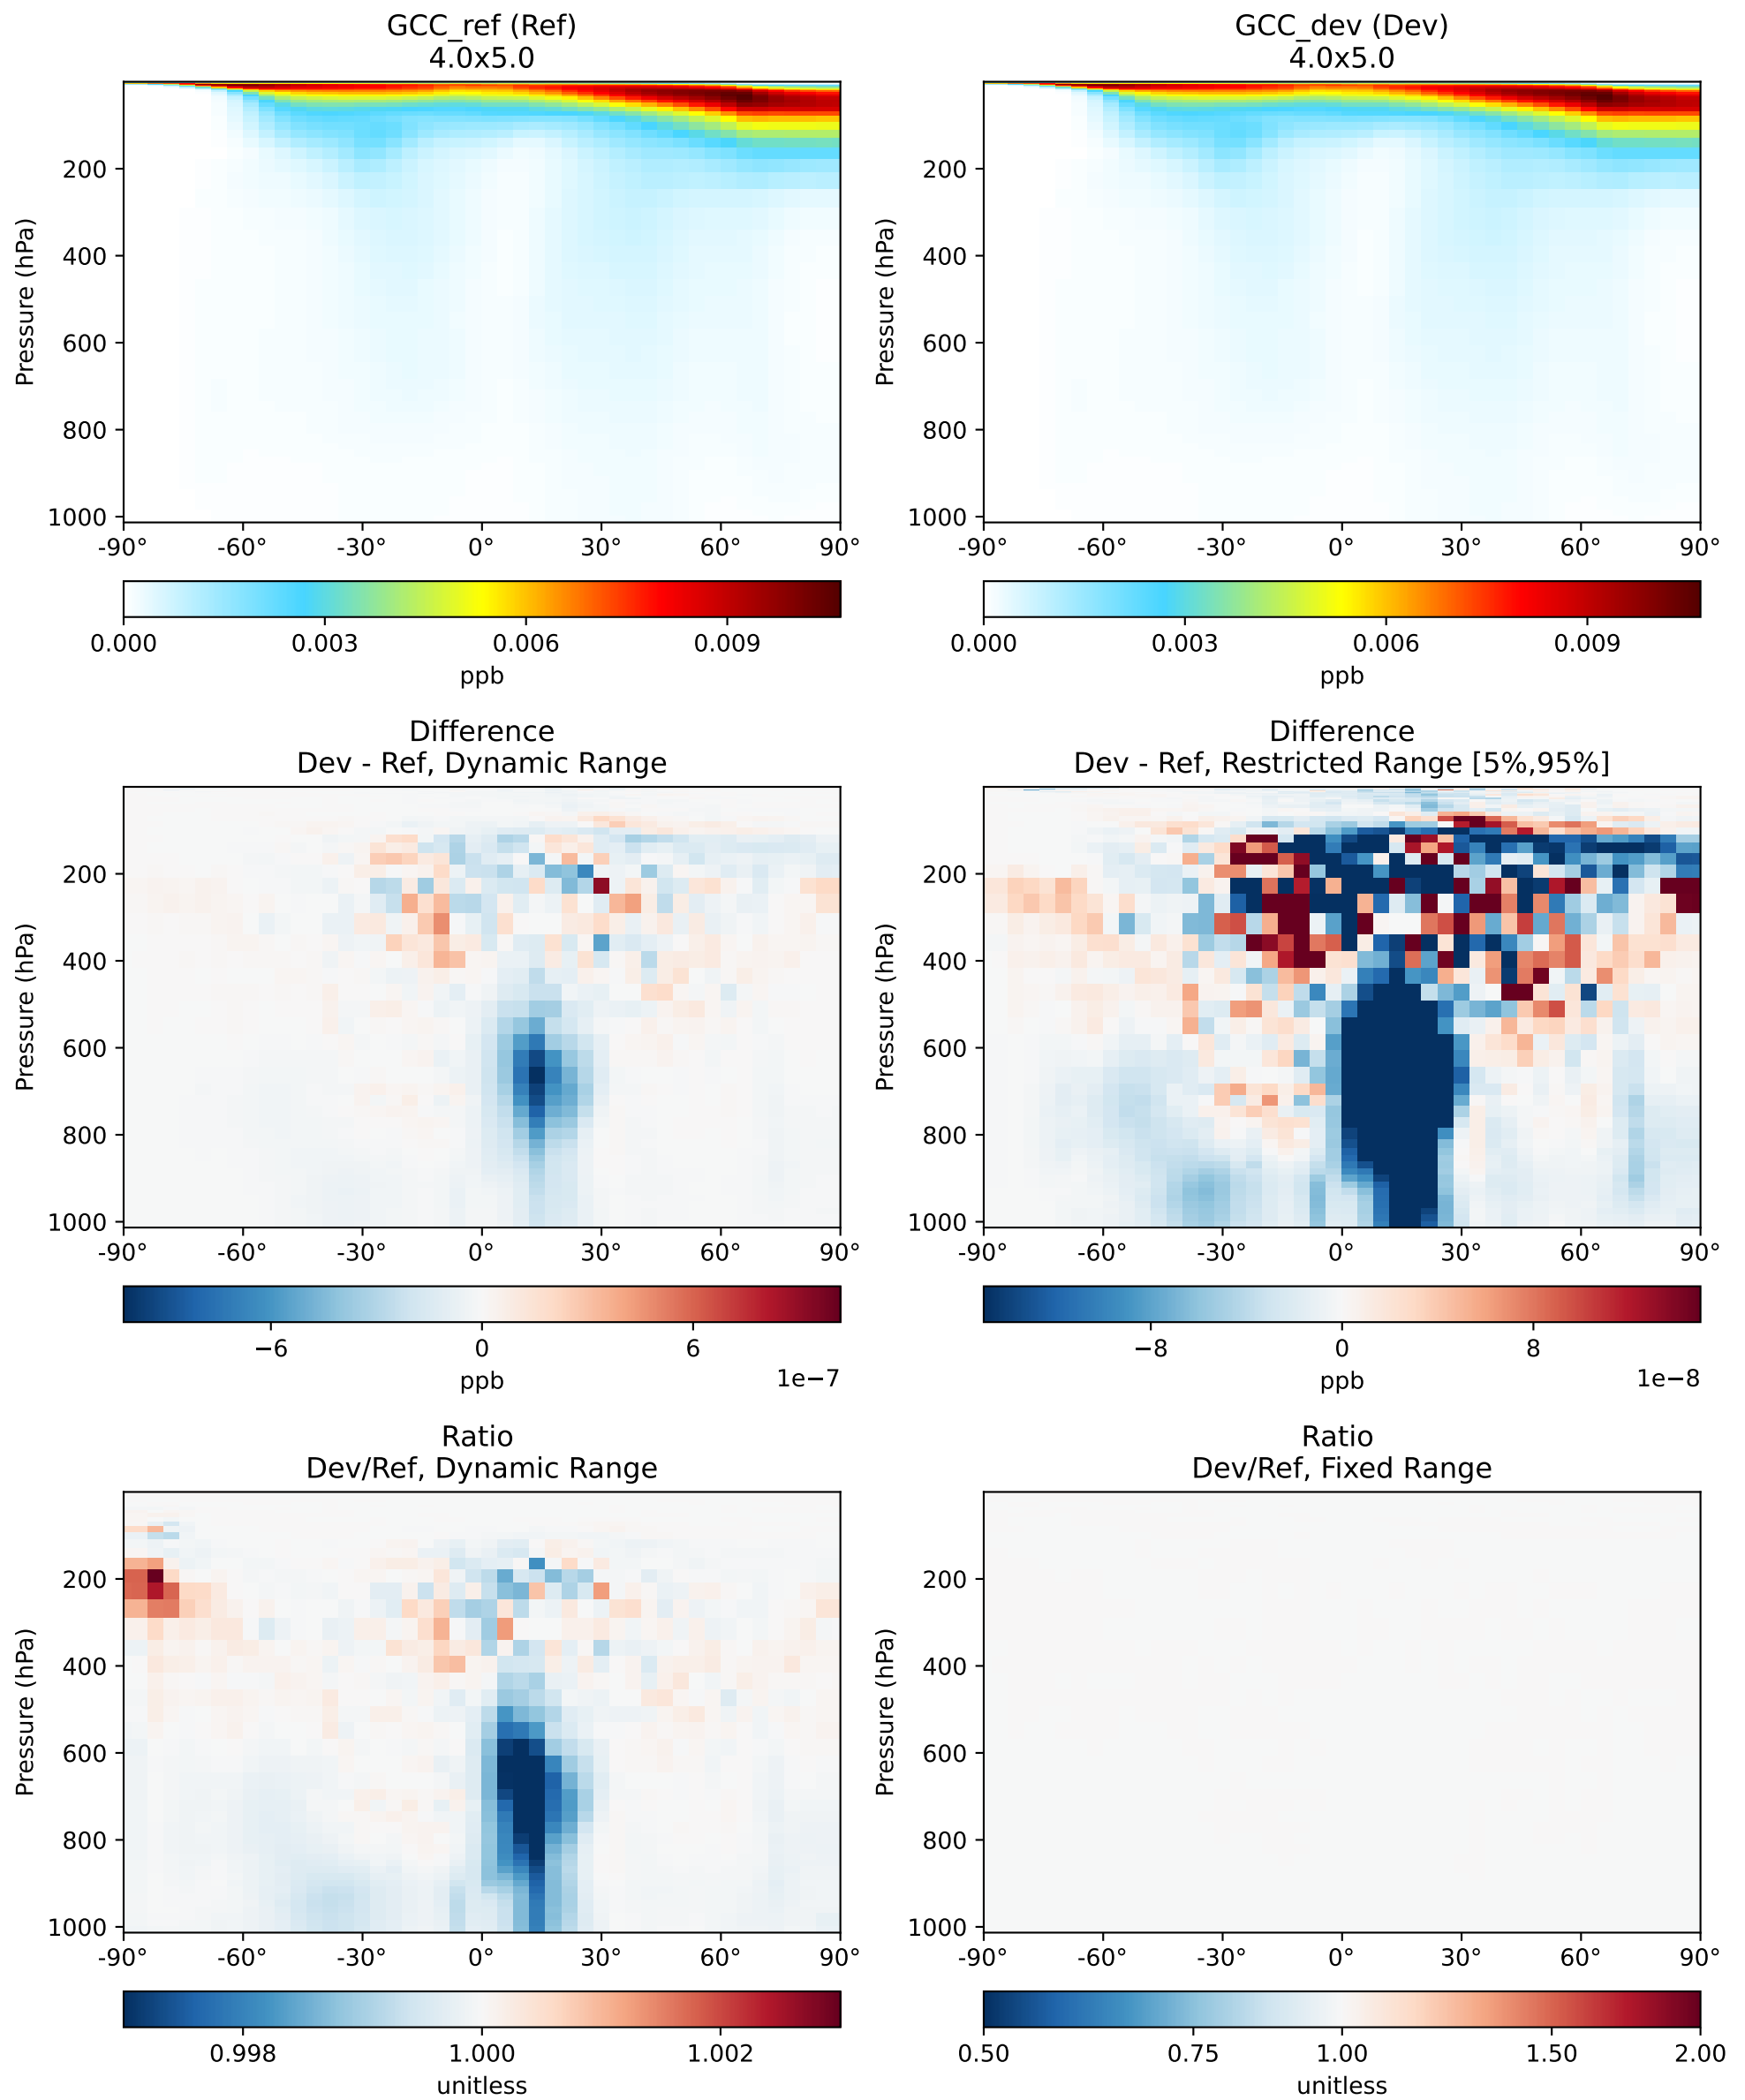 GCC_ref (Ref)
4.0x5.0
Pressure (hPa)
200
400
600
800
1000
-90° -60° -30° 0° 30° 60° 90°
0.000 0.003 0.006 0.009
ppb
GCC_dev (Dev)
4.0x5.0
Pressure (hPa)
200
400
600
800
1000
-90° -60° -30° 0° 30° 60° 90°
0.000 0.003 0.006 0.009
ppb
Difference
Dev - Ref, Dynamic Range
Pressure (hPa)
200
400
600
800
1000
-90° -60° -30° 0° 30° 60° 90°
−6 0 6
ppb 1e−7
Difference
Dev - Ref, Restricted Range [5%,95%]
Pressure (hPa)
200
400
600
800
1000
-90° -60° -30° 0° 30° 60° 90°
−8 0 8
ppb 1e−8
Ratio
Dev/Ref, Dynamic Range
Pressure (hPa)
200
400
600
800
1000
-90° -60° -30° 0° 30° 60° 90°
0.998 1.000 1.002
unitless
Ratio
Dev/Ref, Fixed Range
Pressure (hPa)
200
400
600
800
1000
-90° -60° -30° 0° 30° 60° 90°
0.50 0.75 1.00 1.50 2.00
unitless